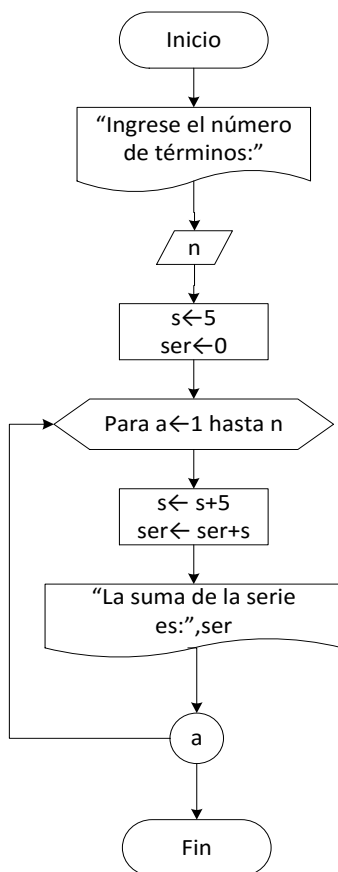 Inicio
“Ingrese el número
de términos:”
n
s←5
ser←0
Para a←1 hasta n
s← s+5
ser← ser+s
“La suma de la serie
es:”,ser
a
Fin